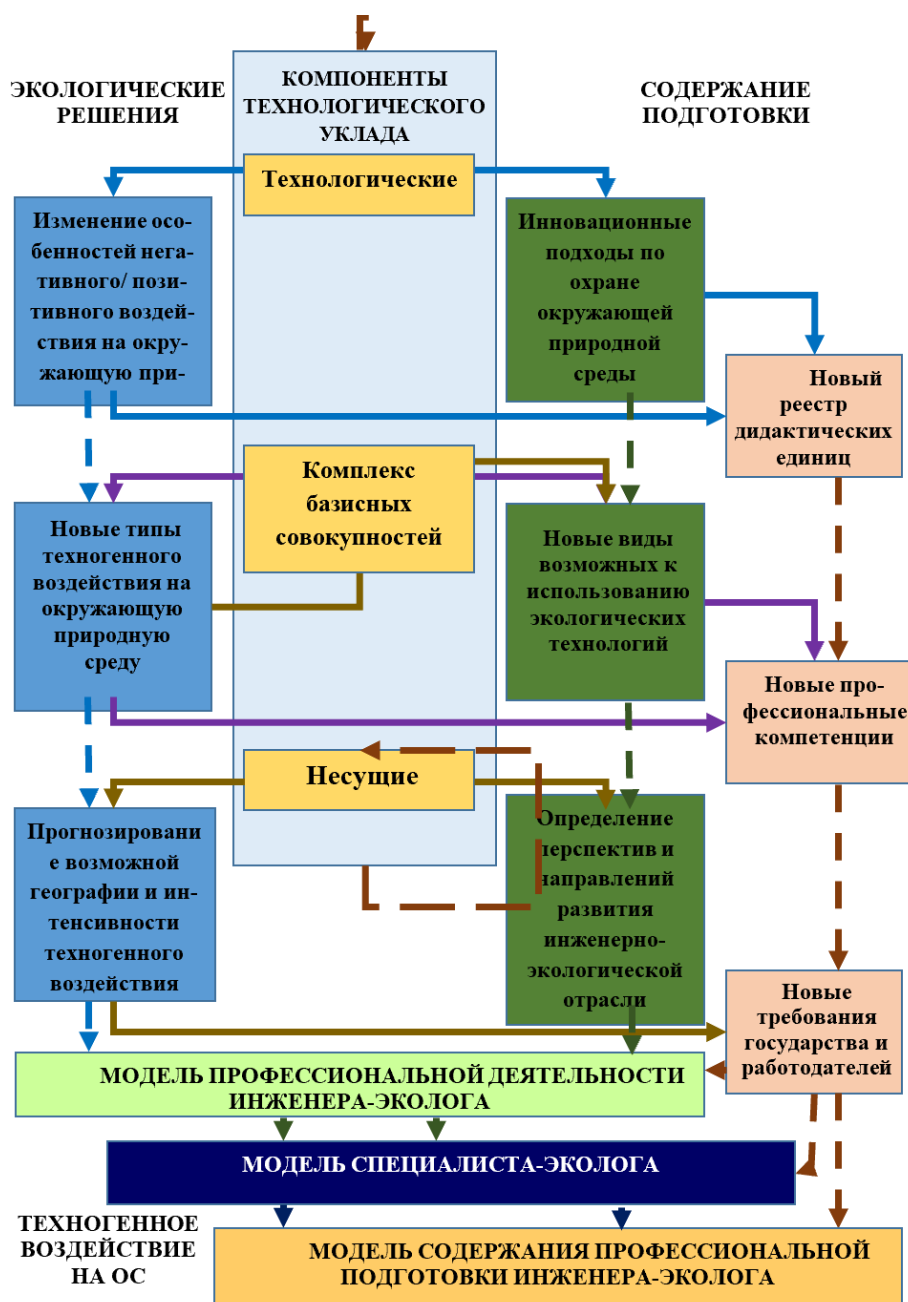 ЭКОЛОГИЧЕСКИЕ
РЕШЕНИЯ
КОМПОНЕНТЫ
ТЕХНОЛОГИЧЕСКОГО
УКЛАДА
СОДЕРЖАНИЕ
ПОДГОТОВКИ
Технологические
Изменение осо-
бенностей нега-
тивного/ пози-
тивного воздей-
ствия на окру-
жающую при-
Инновационные
подходы по
охране
окружающей
природной
среды
Новый
реестр
дидактических
единиц
Комплекс
базисных
совокупностей
Новые типы
техногенного
воздействия на
окружающую
природную
среду
Новые виды
возможных к
использованию
экологических
технологий
Новые про-
фессиональные
компетенции
Несущие
Прогнозировани
е возможной
географии и ин-
тенсивности
техногенного
воздействия
Определение
перспектив и
направлений
развития
инженерно-
экологической
отрасли
Новые
требования
государства и
работодателей
МОДЕЛЬ ПРОФЕССИОНАЛЬНОЙ ДЕЯТЕЛЬНОСТИ
ИНЖЕНЕРА-ЭКОЛОГА
МОДЕЛЬ СПЕЦИАЛИСТА-ЭКОЛОГА
ТЕХНОГЕННОЕ
ВОЗДЕЙСТВИЕ
НА ОС
МОДЕЛЬ СОДЕРЖАНИЯ ПРОФЕССИОНАЛЬНОЙ
ПОДГОТОВКИ ИНЖЕНЕРА-ЭКОЛОГА